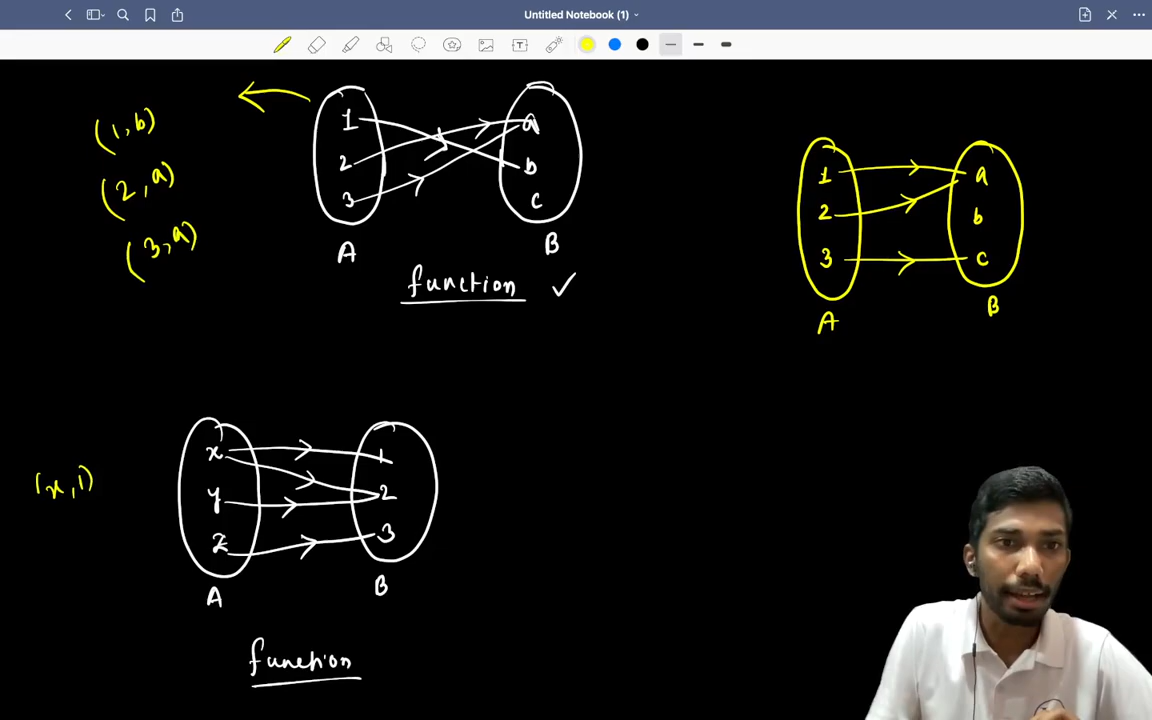 Untitled Notebook (1)
T
(1, b)
(2, a)
(3, a)
1
2
3
A
a
b
c
B
function ✓
1
2
3
A
a
b
c
B
(x, 1)
x
y
z
A
1
2
3
B
function